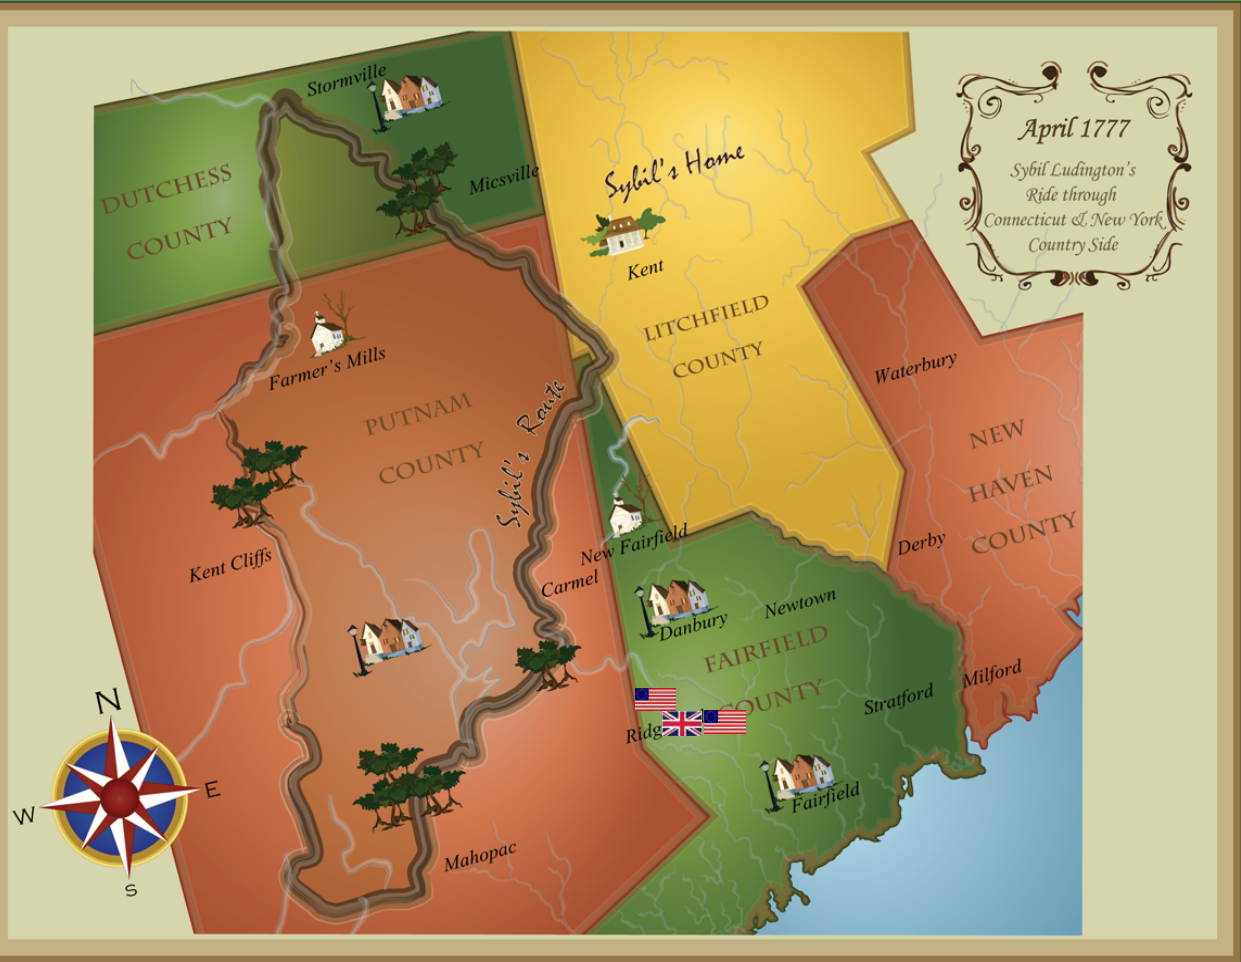 Stormville
DUTCHESS
COUNTY
Micsville
Sybil's Home
Kent
April 1777
Sybil Ludington's
Ride through
Connecticut & New York
Country Side
LITCHFIELD
COUNTY
Farmer's Mills
PUTNAM
COUNTY
Sybil's Route
Waterbury
NEW
HAVEN
COUNTY
Kent Cliffs
New Fairfield
Carmel
Derby
Danbury
Newtown
FAIRFIELD
COUNTY
Stratford
Milford
Ridg
Fairfield
Mahopac
N
W
E
S